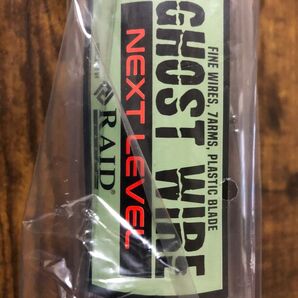 FINE WIRES, 7ARMS, PLASTIC BLADE
GHOST WIRE
NEXT LEVEL
RAID